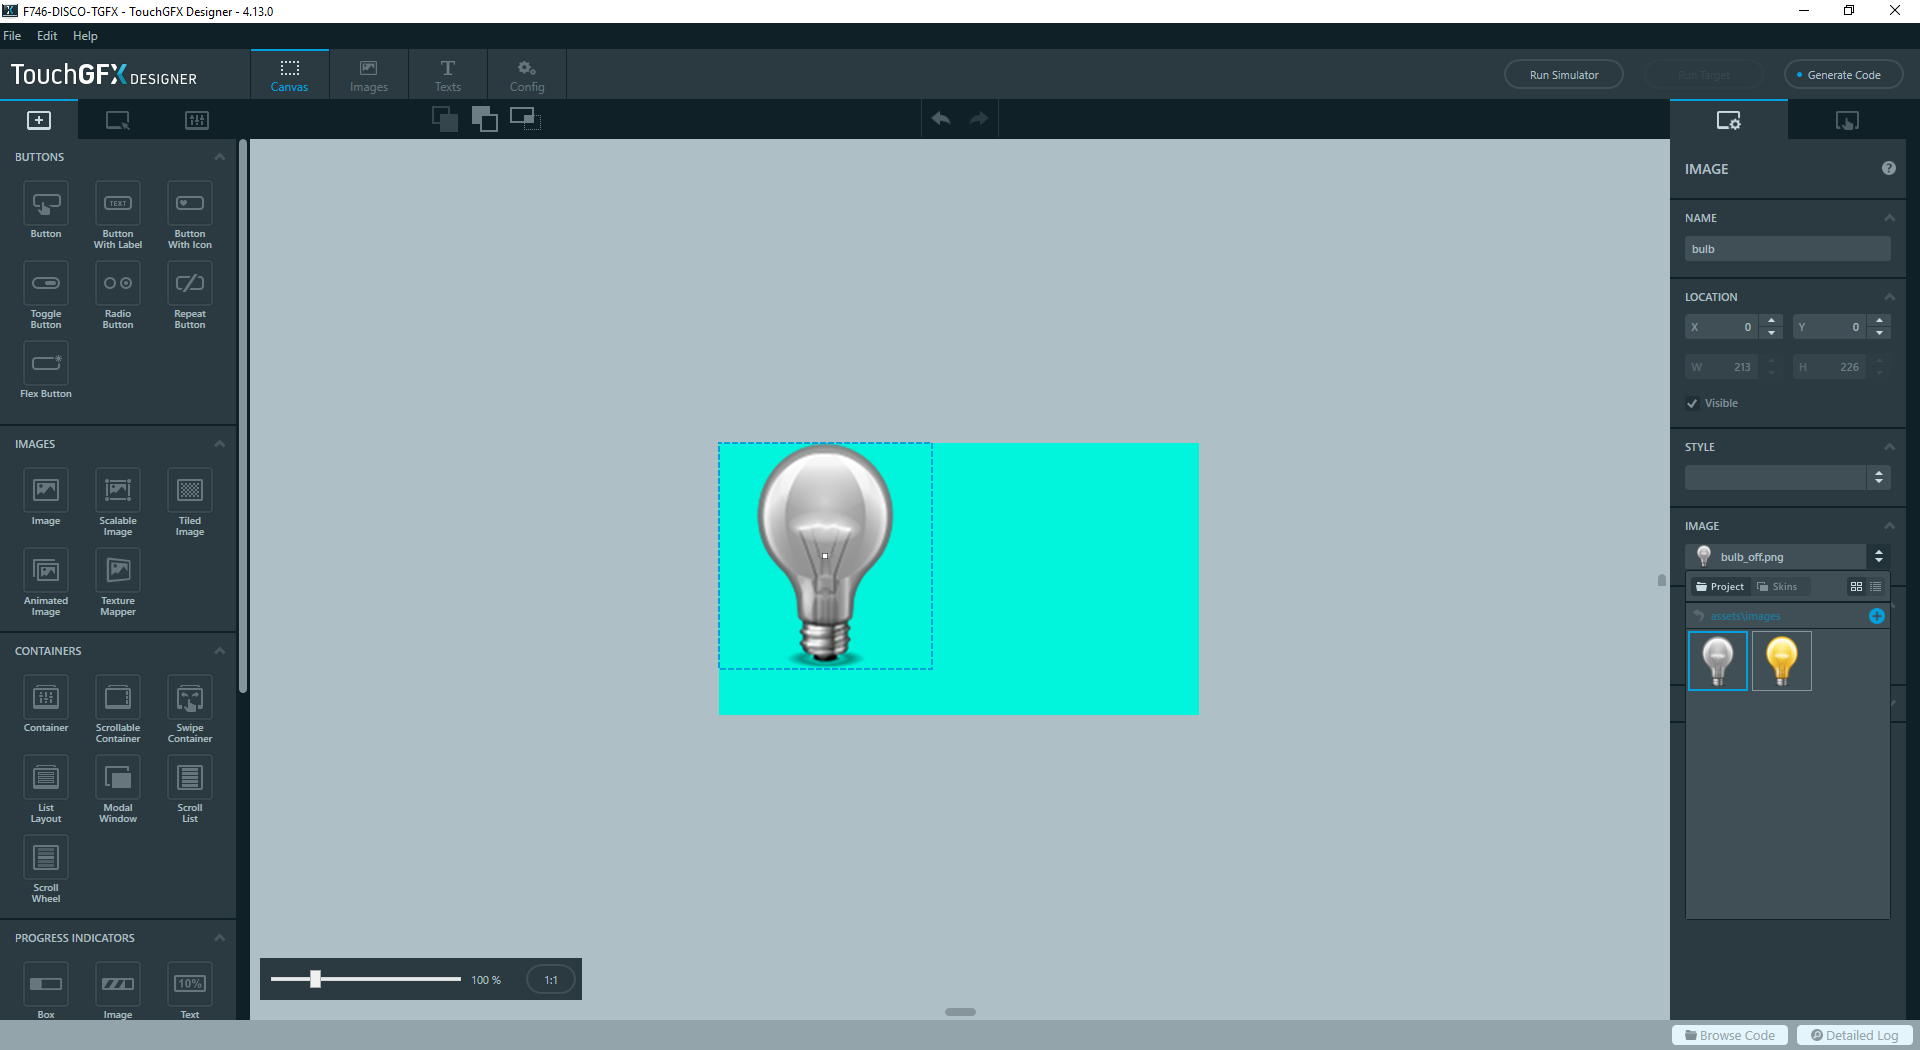 F746-DISCO-TGFX - TouchGFX Designer - 4.13.0
File Edit Help
TouchGFX DESIGNER
Canvas Images Texts Config
Run Simulator Run Target Generate Code
BUTTONS
Button
Button With Label
TEXT
Button With Icon
Toggle Button
Radio Button
Repeat Button
Flex Button
IMAGES
Image
Scalable Image
Tiled Image
Animated Image
Texture Mapper
CONTAINERS
Container
Scrollable Container
Swipe Container
List Layout
Modal Window
Scroll List
Scroll Wheel
PROGRESS INDICATORS
10%
Box Image Text
100 % 1:1
IMAGE
?
NAME
bulb
LOCATION
X 0 Y 0
W 213 H 226
Visible
STYLE
IMAGE
bulb_off.png
Project Skins
assets\images
Browse Code Detailed Log